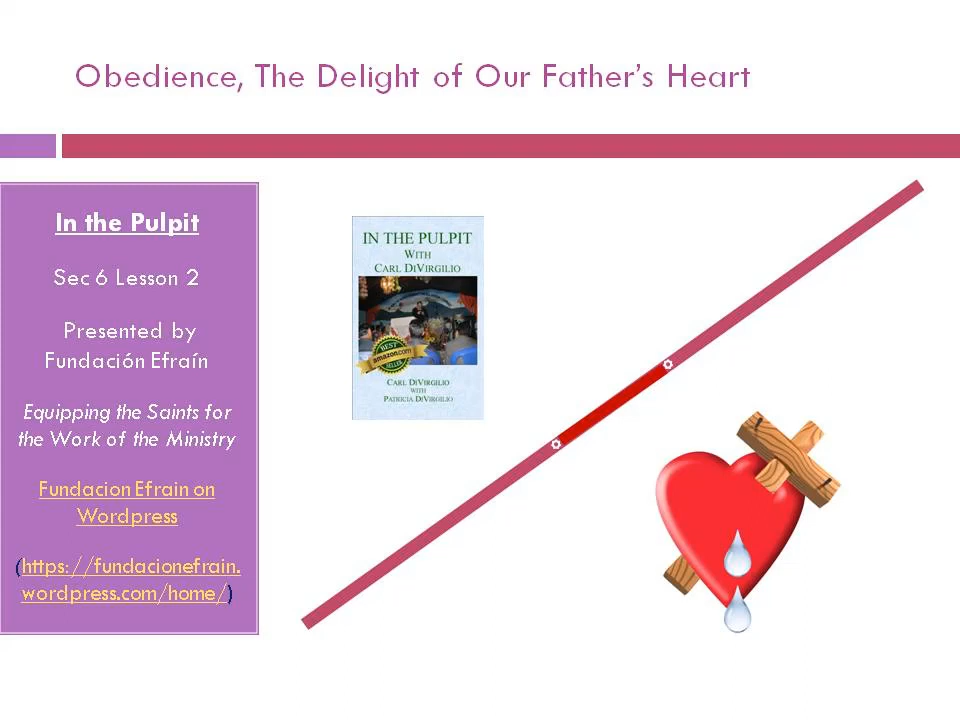 Obedience, The Delight of Our Father's Heart
In the Pulpit
Sec 6 Lesson 2
Presented by
Fundación Efraín
Equipping the Saints for
the Work of the Ministry
Fundacion Efrain on
Wordpress
(https://fundacionefrain.
wordpress.com/home/)
IN THE PULPIT
WITH
CARL DIVIRGILIO
BEST
amazon.com
SELLER
CARL DIVIRGILIO
WITH
PATRICIA DIVIRGILIO